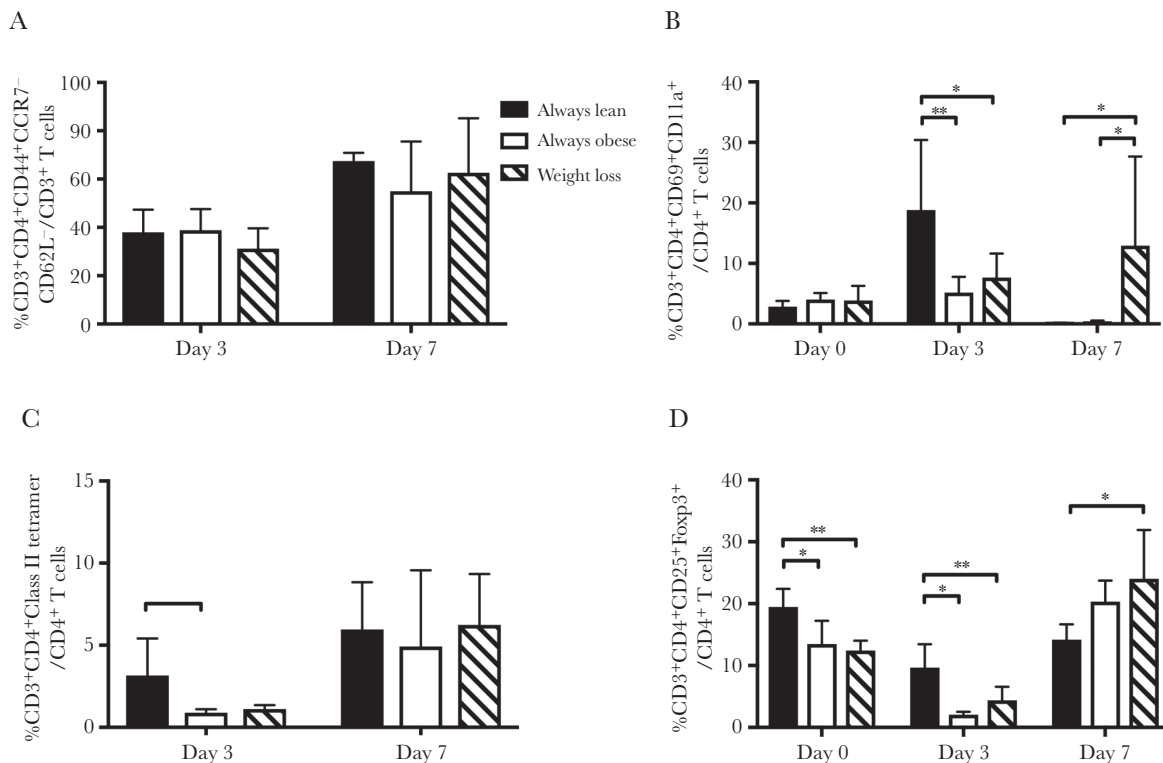 A
%CD3⁺CD4⁺CD44⁺CCR7⁻
CD62L⁻/CD3⁺ T cells
100
80
60
40
20
0
Day 3
Day 7
Always lean
Always obese
Weight loss
B
%CD3⁺CD4⁺CD69⁺CD11a⁺
/CD4⁺ T cells
40
30
20
10
0
*
**
*
*
Day 0
Day 3
Day 7
C
%CD3⁺CD4⁺Class II tetramer
/CD4⁺ T cells
15
10
5
0
Day 3
Day 7
D
%CD3⁺CD4⁺CD25⁺Foxp3⁺
/CD4⁺ T cells
40
30
20
10
0
**
*
**
*
*
Day 0
Day 3
Day 7